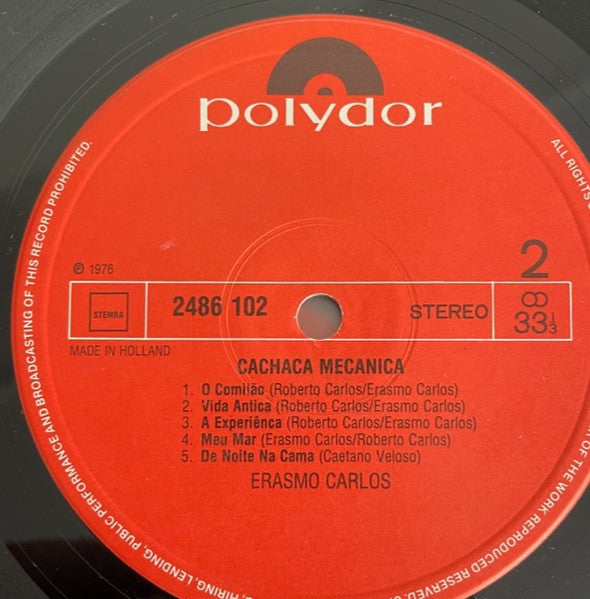 polydor
℗ 1976
2
STEMRA
2486 102
STEREO
33 1/3
MADE IN HOLLAND
CACHACA MECANICA
1. O Comilão (Roberto Carlos/Erasmo Carlos)
2. Vida Antica (Roberto Carlos/Erasmo Carlos)
3. A Experiênca (Roberto Carlos/Erasmo Carlos)
4. Meu Mar (Erasmo Carlos/Roberto Carlos)
5. De Noite Na Cama (Caetano Veloso)
ERASMO CARLOS
ALL RIGHTS
OF THE WORK REPRODUCED RESERVED.
HIRING, LENDING, PUBLIC PERFORMANCE AND BROADCASTING OF THIS RECORD PROHIBITED.